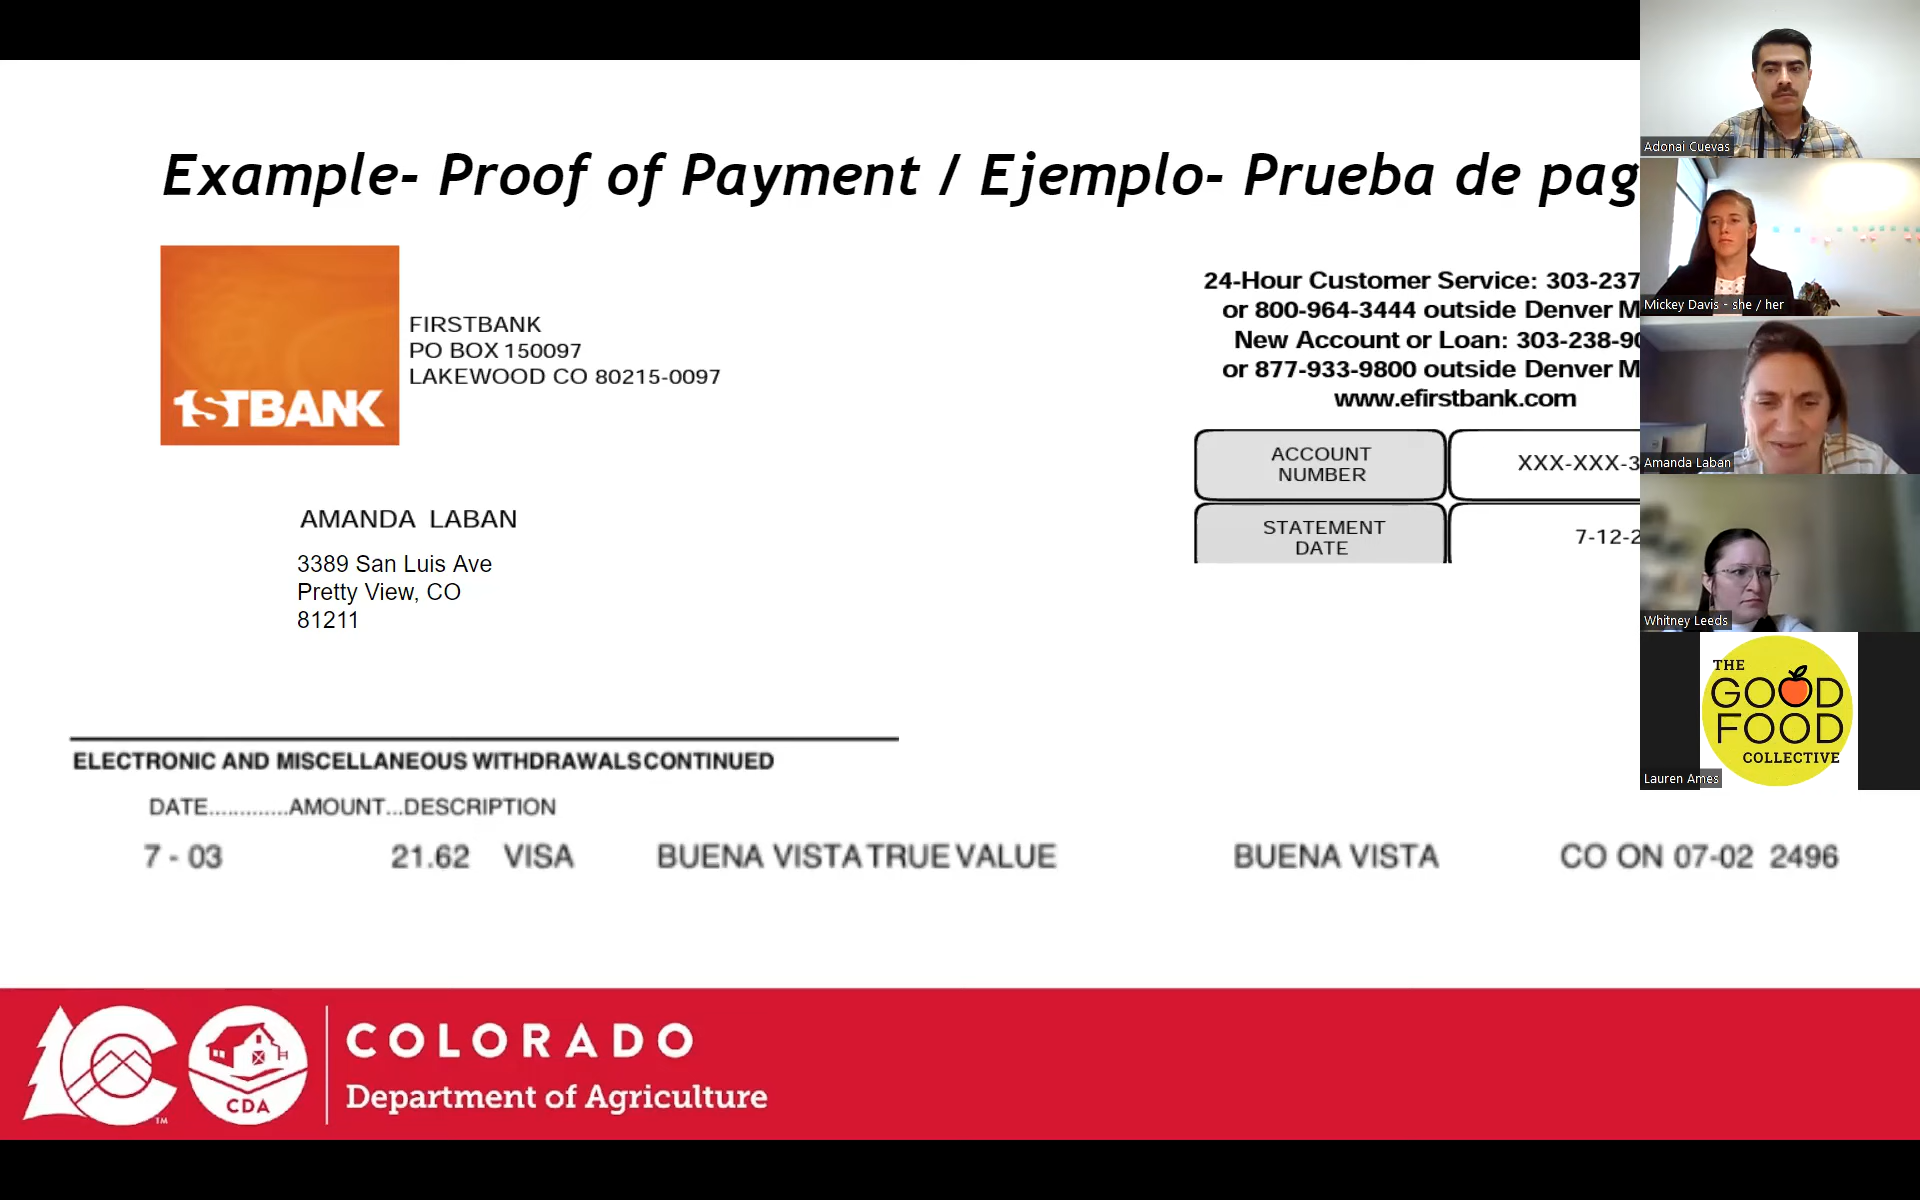 Example- Proof of Payment / Ejemplo- Prueba de pag
1STBANK
FIRSTBANK
PO BOX 150097
LAKEWOOD CO 80215-0097
24-Hour Customer Service: 303-237
or 800-964-3444 outside Denver M
New Account or Loan: 303-238-90
or 877-933-9800 outside Denver M
www.efirstbank.com
ACCOUNT
NUMBER
XXX-XXX-3
STATEMENT
DATE
7-12-2
AMANDA LABAN
3389 San Luis Ave
Pretty View, CO
81211
ELECTRONIC AND MISCELLANEOUS WITHDRAWALS CONTINUED
DATE.............AMOUNT...DESCRIPTION
7 - 03 21.62 VISA BUENA VISTA TRUE VALUE BUENA VISTA CO ON 07-02 2496
C
TM
CDA
COLORADO
Department of Agriculture
Adonai Cuevas
Mickey Davis - she / her
Amanda Laban
Whitney Leeds
THE
GOOD
FOOD
COLLECTIVE
Lauren Ames